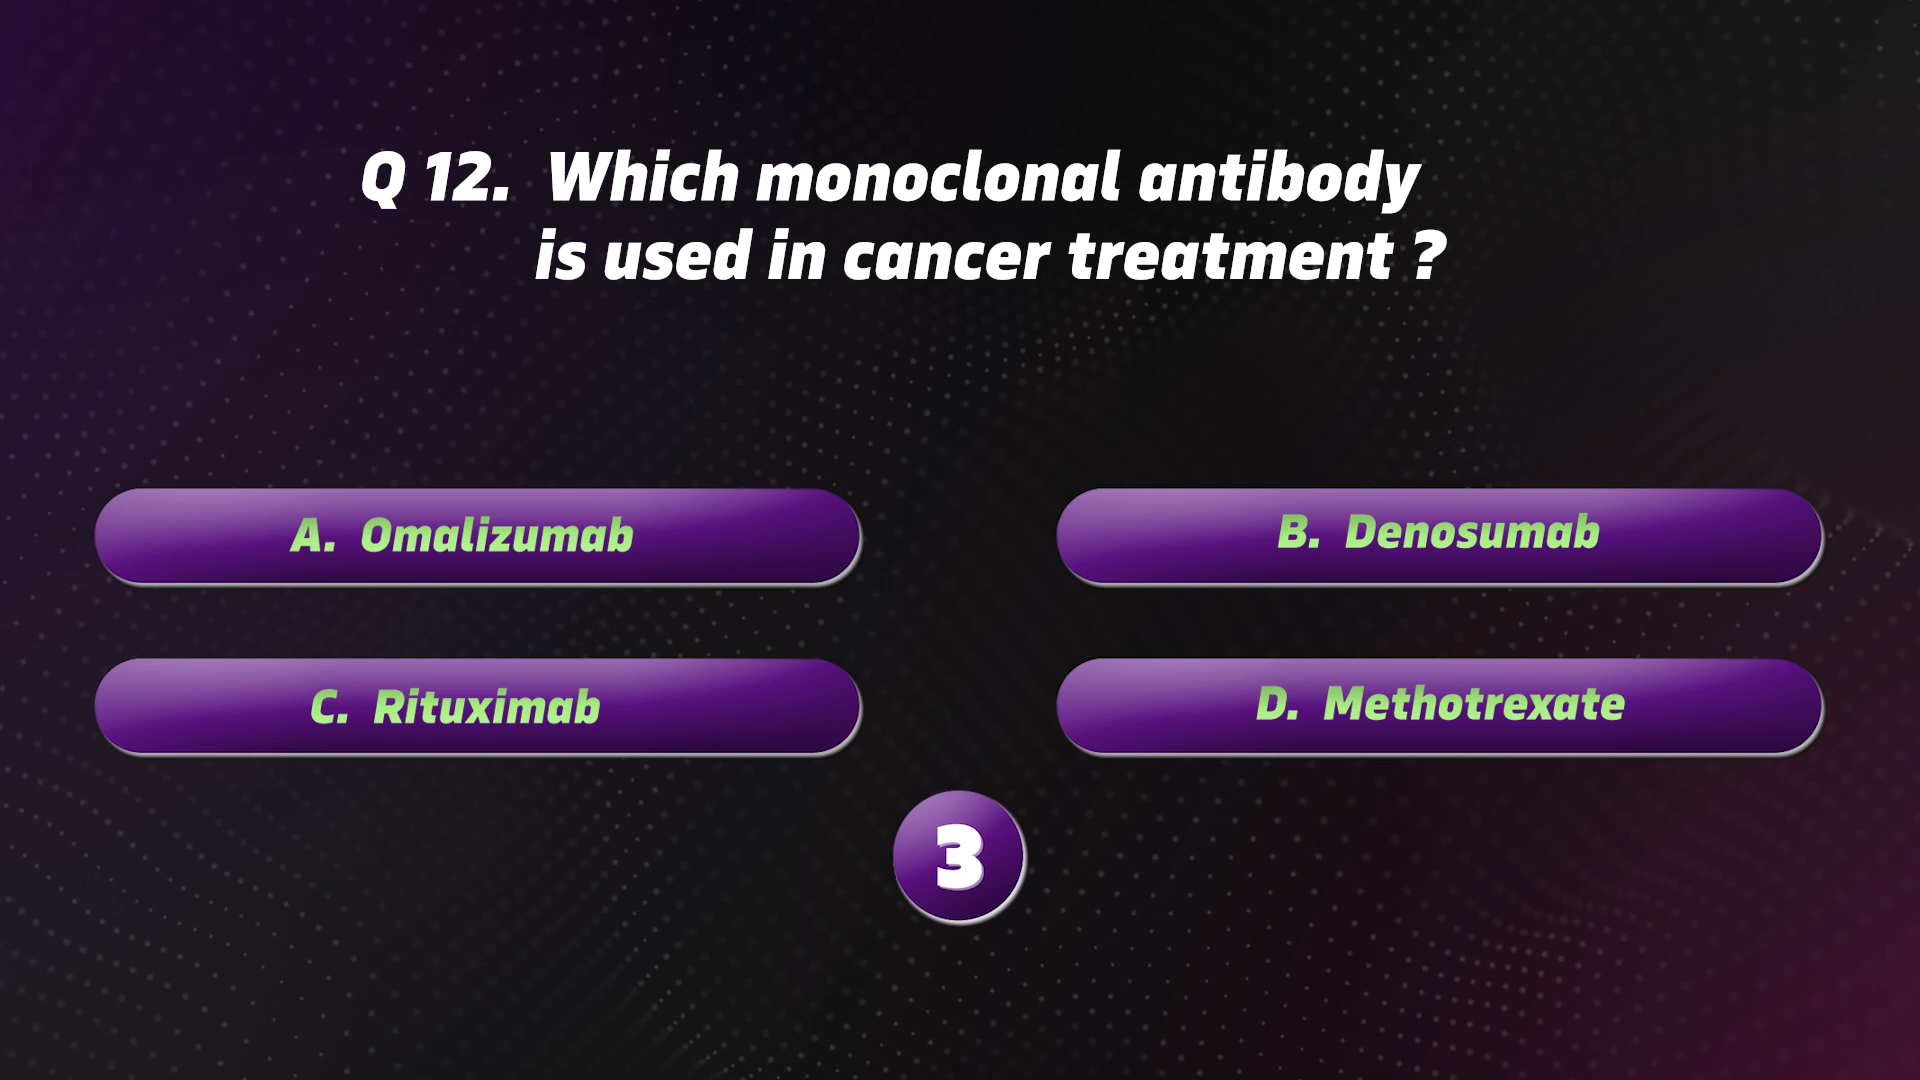 Q 12. Which monoclonal antibody
is used in cancer treatment ?
A. Omalizumab
B. Denosumab
C. Rituximab
D. Methotrexate
3